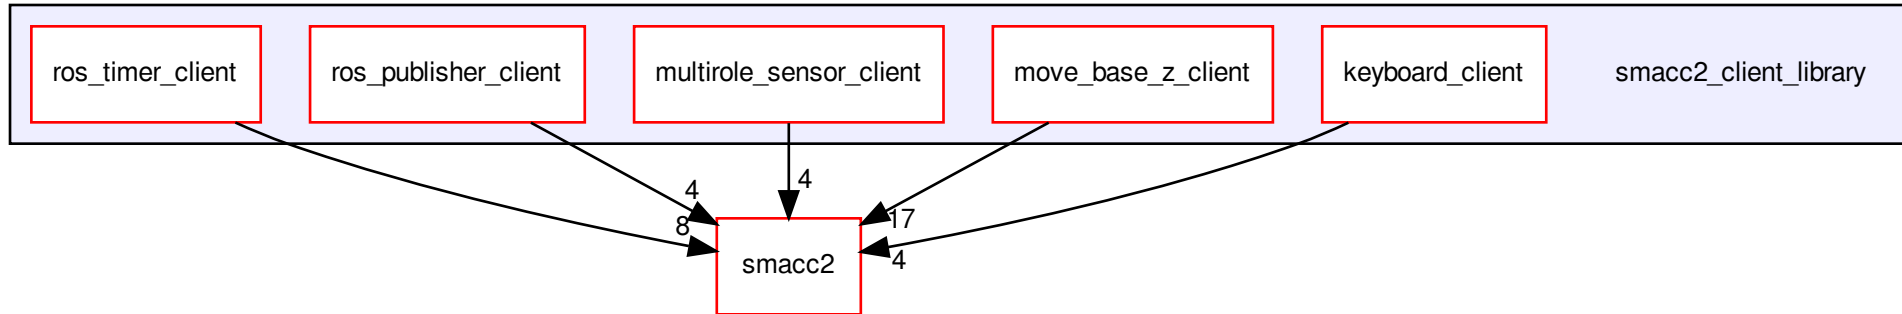 ros_timer_client
ros_publisher_client
multirole_sensor_client
move_base_z_client
keyboard_client
smacc2_client_library
4
4
8
17
4
smacc2